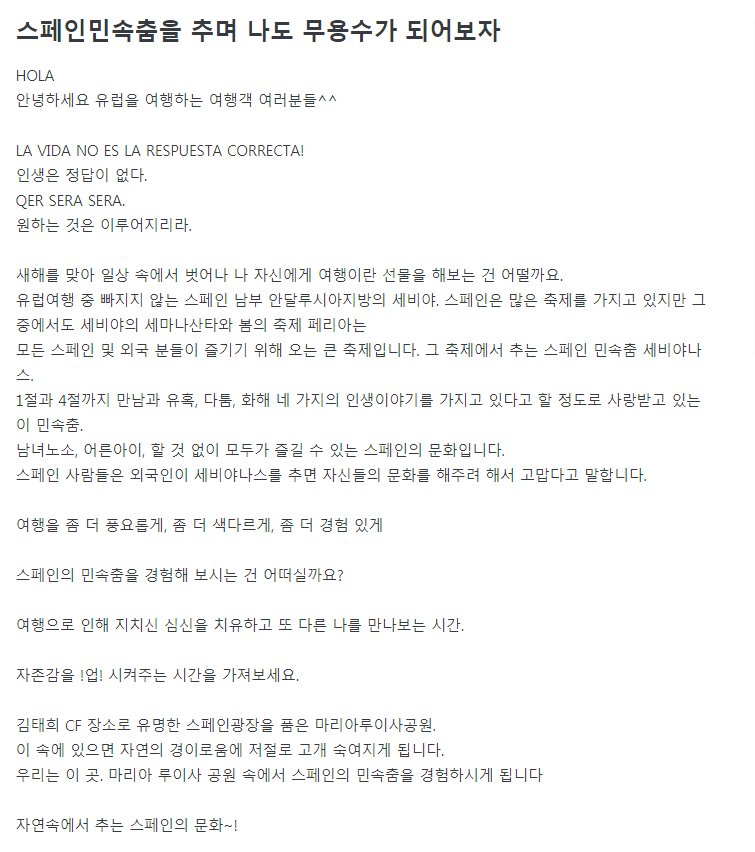 스페인민속춤을 추며 나도 무용수가 되어보자
HOLA
안녕하세요 유럽을 여행하는 여행객 여러분들^^
LA VIDA NO ES LA RESPUESTA CORRECTA!
인생은 정답이 없다.
QER SERA SERA.
원하는 것은 이루어지리라.
새해를 맞아 일상 속에서 벗어나 나 자신에게 여행이란 선물을 해보는 건 어떨까요.
유럽여행 중 빠지지 않는 스페인 남부 안달루시아지방의 세비야. 스페인은 많은 축제를 가지고 있지만 그
중에서도 세비야의 세마나산타와 봄의 축제 페리아는
모든 스페인 및 외국 분들이 즐기기 위해 오는 큰 축제입니다. 그 축제에서 추는 스페인 민속춤 세비야나
스.
1절과 4절까지 만남과 유혹, 다툼, 화해 네 가지의 인생이야기를 가지고 있다고 할 정도로 사랑받고 있는
이 민속춤.
남녀노소, 어른아이, 할 것 없이 모두가 즐길 수 있는 스페인의 문화입니다.
스페인 사람들은 외국인이 세비야나스를 추면 자신들의 문화를 해주려 해서 고맙다고 말합니다.
여행을 좀 더 풍요롭게, 좀 더 색다르게, 좀 더 경험 있게
스페인의 민속춤을 경험해 보시는 건 어떠실까요?
여행으로 인해 지치신 심신을 치유하고 또 다른 나를 만나보는 시간.
자존감을 !업! 시켜주는 시간을 가져보세요.
김태희 CF 장소로 유명한 스페인광장을 품은 마리아루이사공원.
이 속에 있으면 자연의 경이로움에 저절로 고개 숙여지게 됩니다.
우리는 이 곳. 마리아 루이사 공원 속에서 스페인의 민속춤을 경험하시게 됩니다
자연속에서 추는 스페인의 문화~!